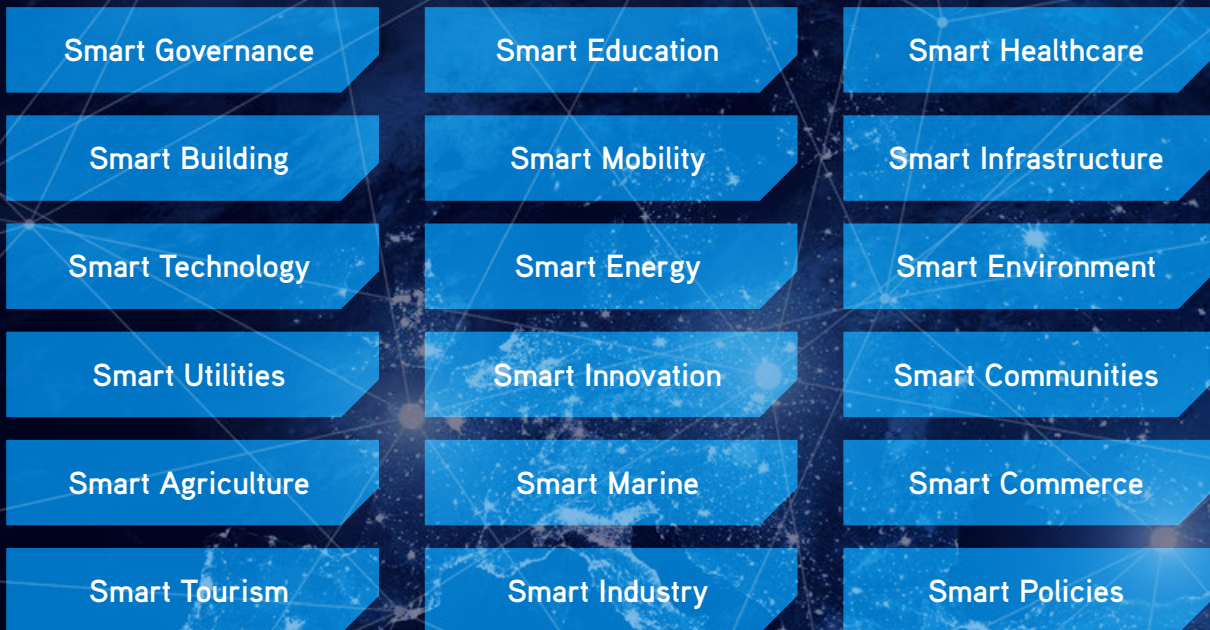 Smart Governance
Smart Education
Smart Healthcare
Smart Building
Smart Mobility
Smart Infrastructure
Smart Technology
Smart Energy
Smart Environment
Smart Utilities
Smart Innovation
Smart Communities
Smart Agriculture
Smart Marine
Smart Commerce
Smart Tourism
Smart Industry
Smart Policies